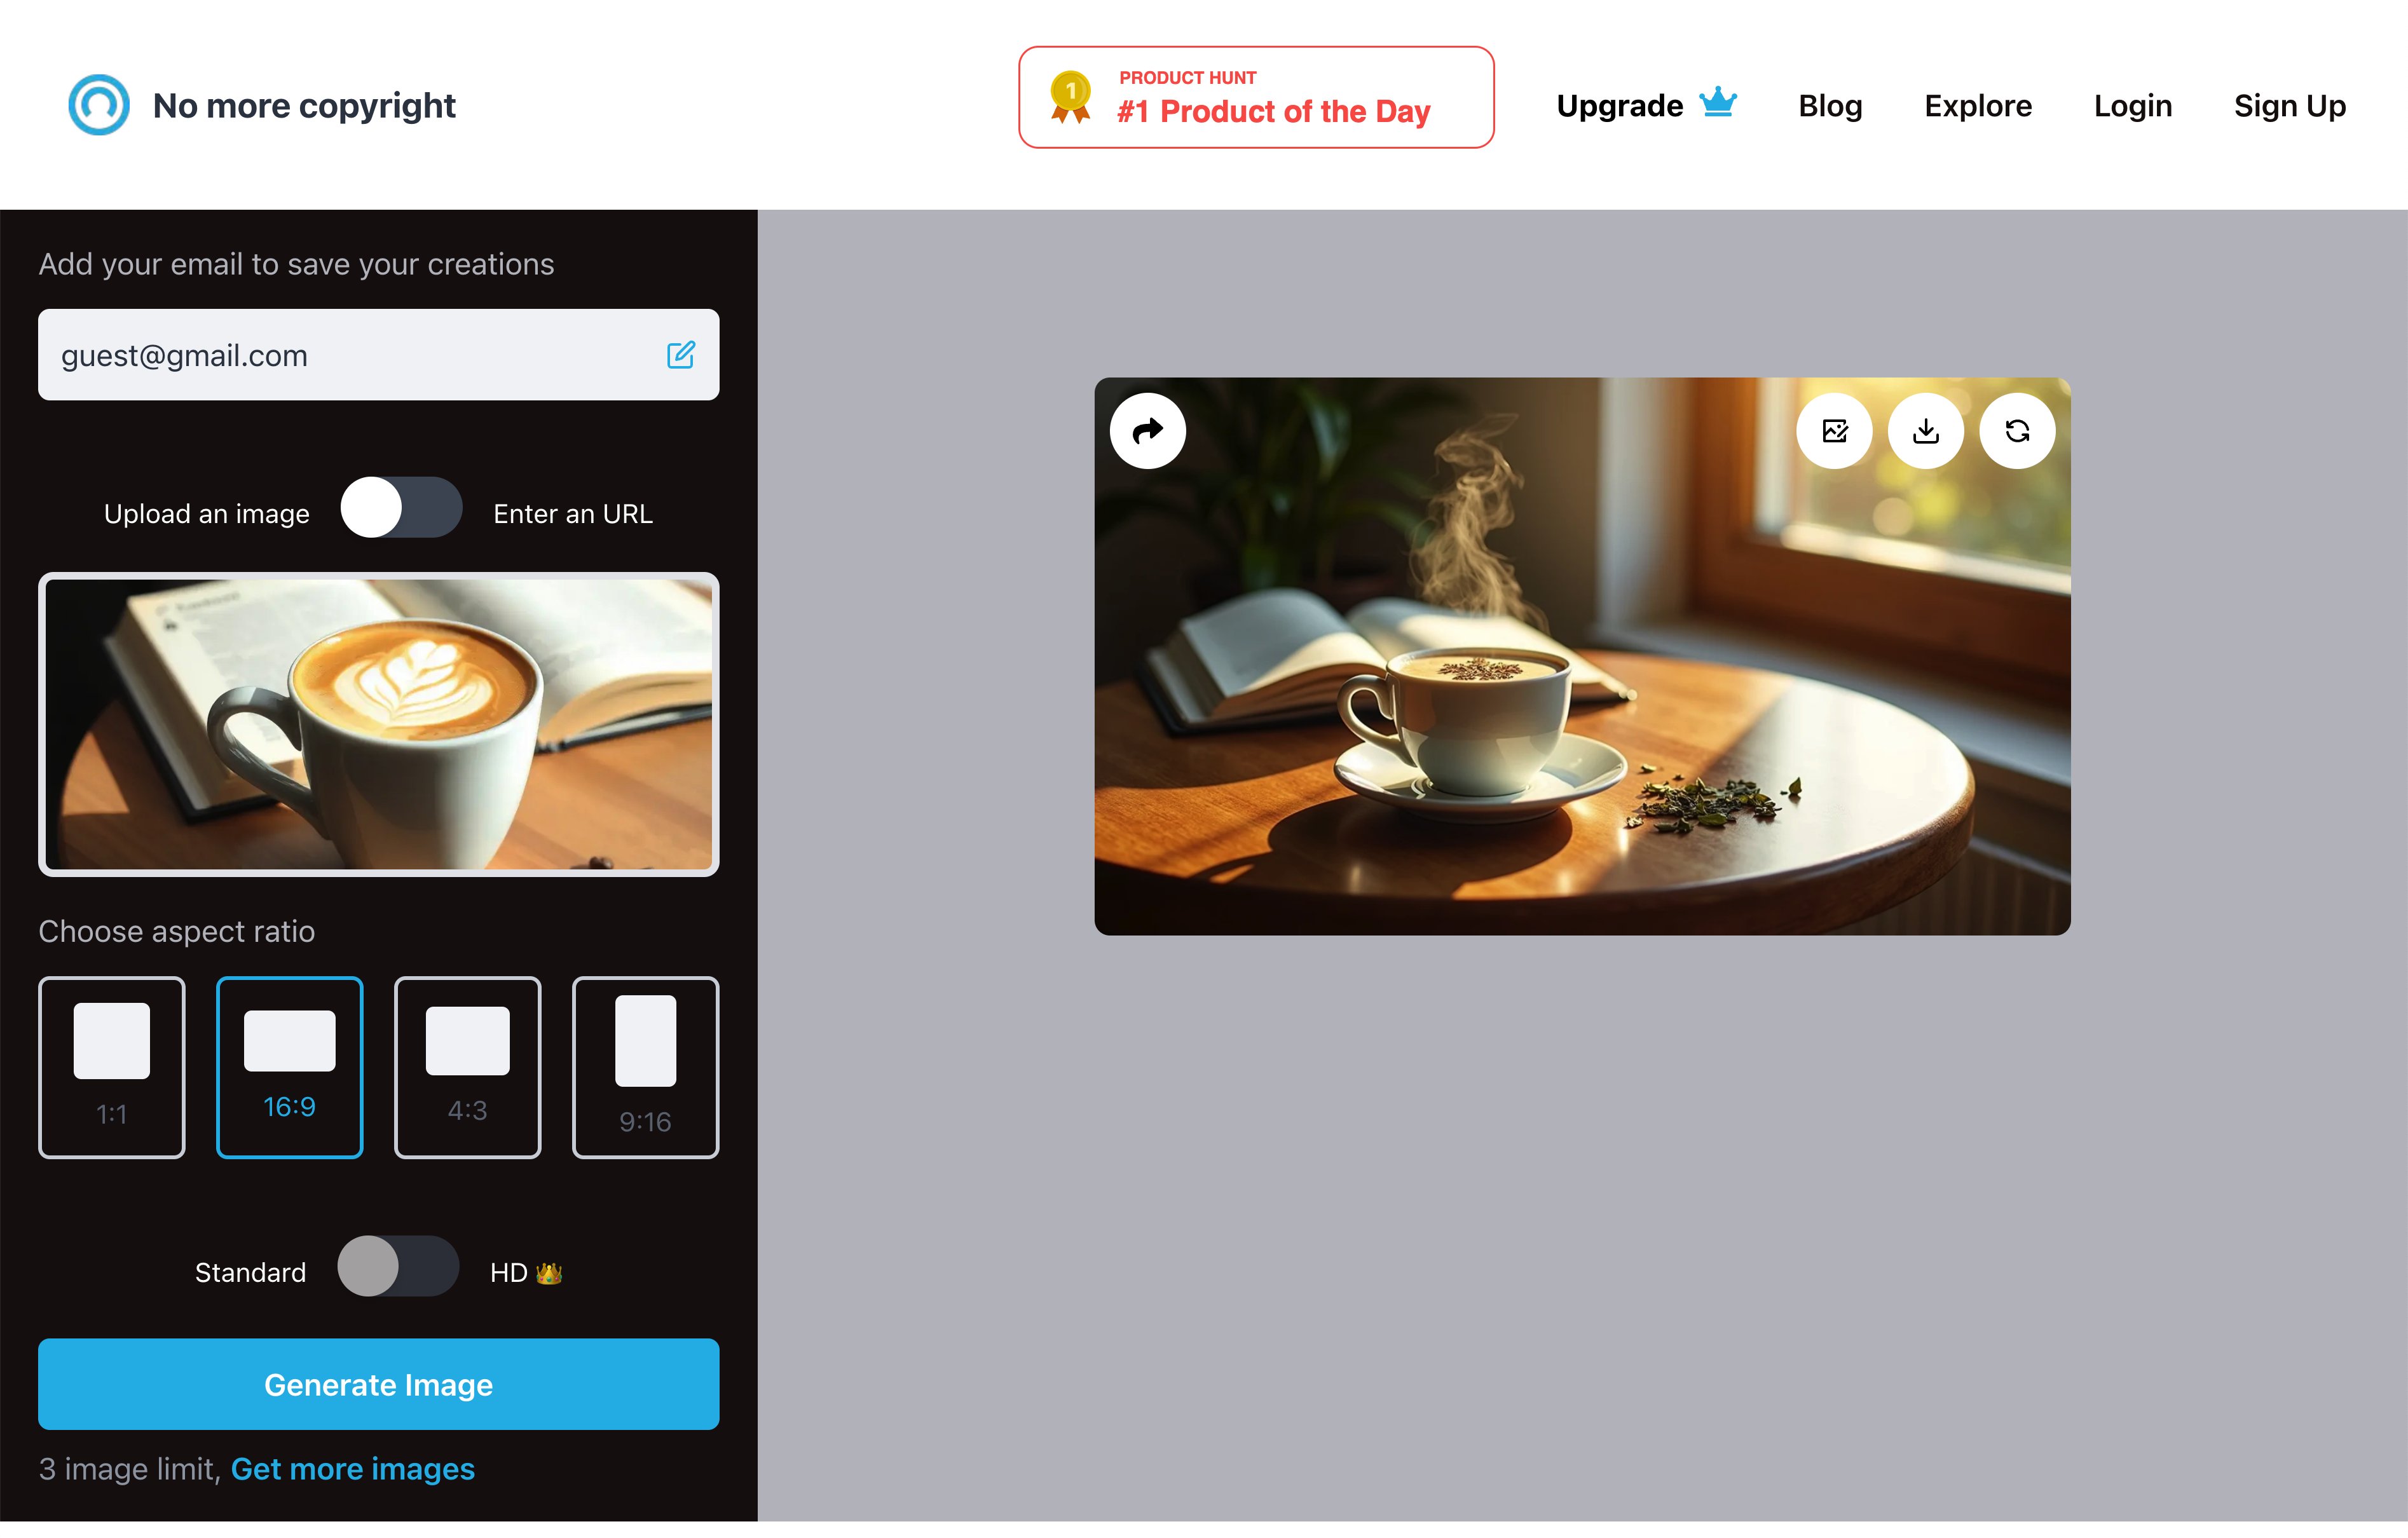 No more copyright
1
PRODUCT HUNT
#1 Product of the Day
Upgrade
Blog
Explore
Login
Sign Up
Add your email to save your creations
guest@gmail.com
Upload an image
Enter an URL
Choose aspect ratio
1:1
16:9
4:3
9:16
Standard
HD 👑
Generate Image
3 image limit, Get more images